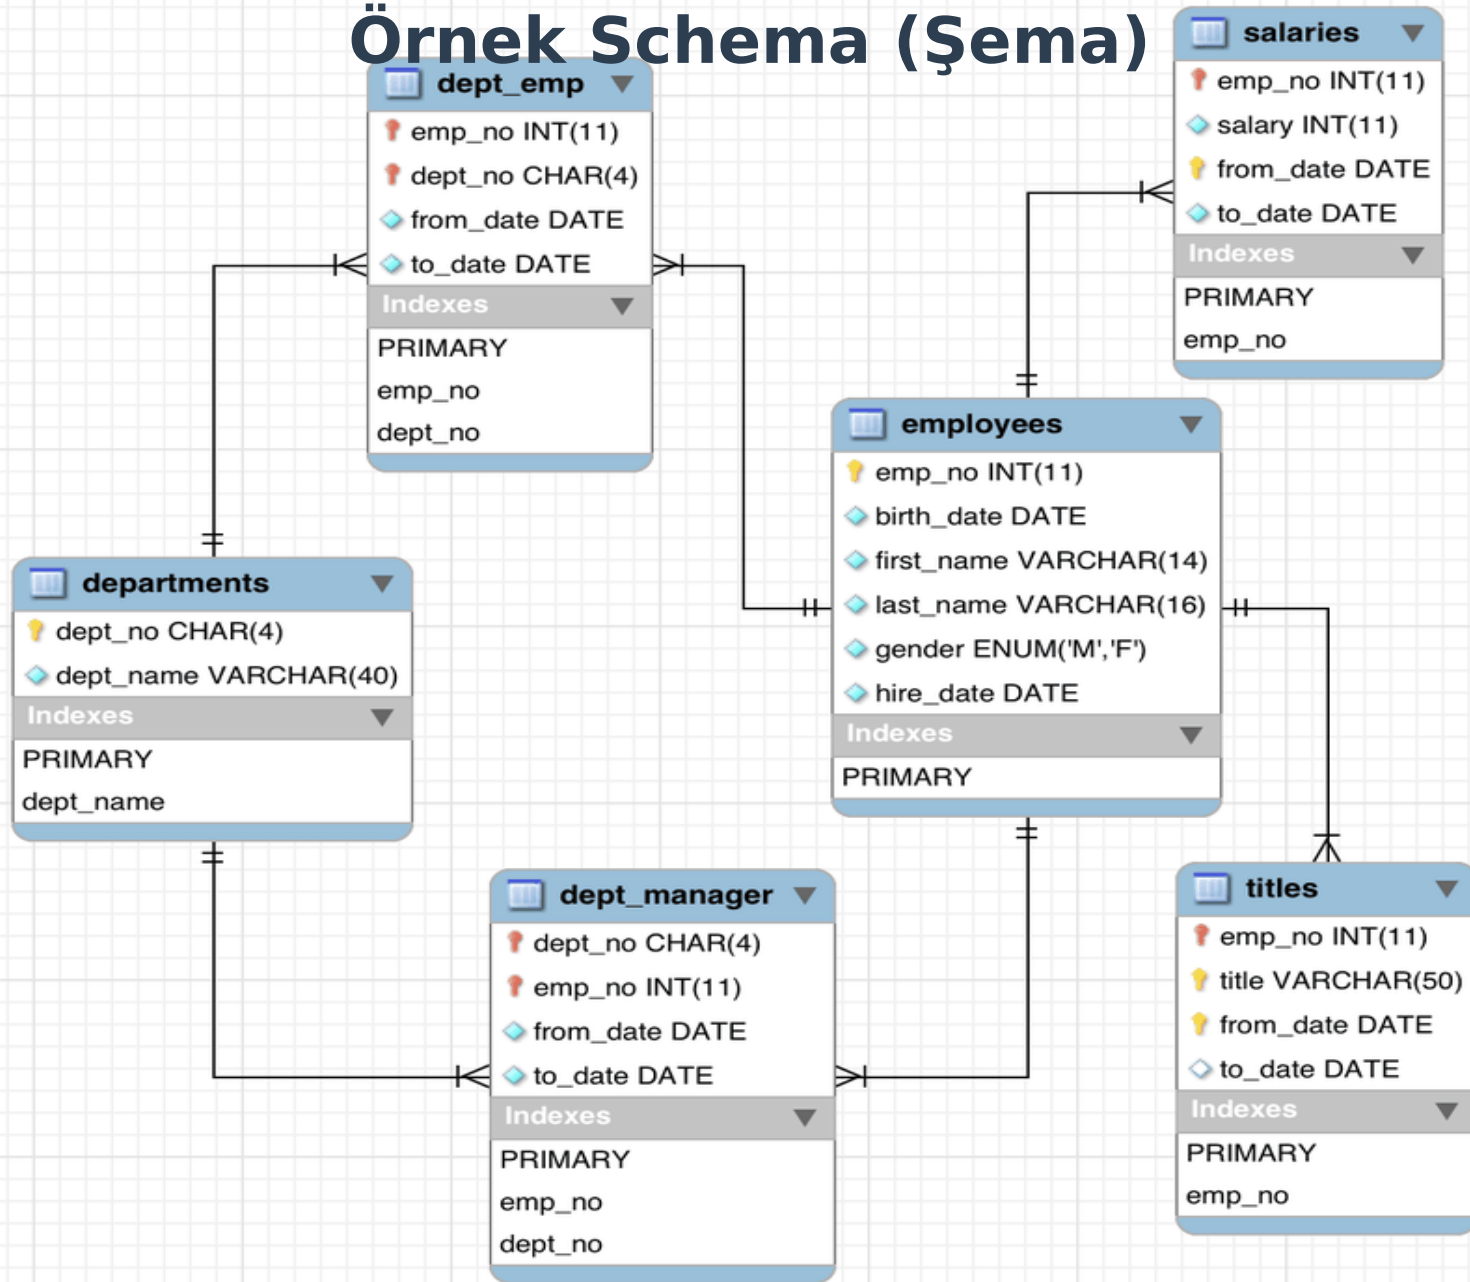 Örnek Schema (Şema)
dept_emp
emp_no INT(11)
dept_no CHAR(4)
from_date DATE
to_date DATE
Indexes
PRIMARY
emp_no
dept_no
salaries
emp_no INT(11)
salary INT(11)
from_date DATE
to_date DATE
Indexes
PRIMARY
emp_no
departments
dept_no CHAR(4)
dept_name VARCHAR(40)
Indexes
PRIMARY
dept_name
employees
emp_no INT(11)
birth_date DATE
first_name VARCHAR(14)
last_name VARCHAR(16)
gender ENUM('M','F')
hire_date DATE
Indexes
PRIMARY
dept_manager
dept_no CHAR(4)
emp_no INT(11)
from_date DATE
to_date DATE
Indexes
PRIMARY
emp_no
dept_no
titles
emp_no INT(11)
title VARCHAR(50)
from_date DATE
to_date DATE
Indexes
PRIMARY
emp_no